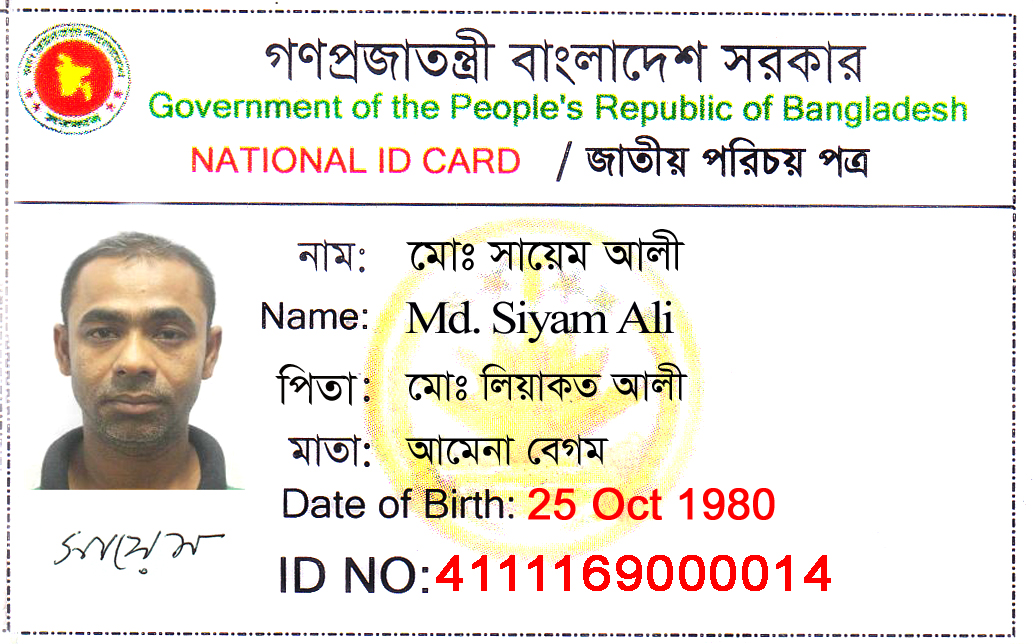 গণপ্রজাতন্ত্রী বাংলাদেশ সরকার
Government of the People's Republic of Bangladesh
NATIONAL ID CARD / জাতীয় পরিচয় পত্র
নাম: মোঃ সায়েম আলী
Name: Md. Siyam Ali
পিতা: মোঃ লিয়াকত আলী
মাতা: আমেনা বেগম
Date of Birth: 25 Oct 1980
সায়েম
ID NO: 4111169000014